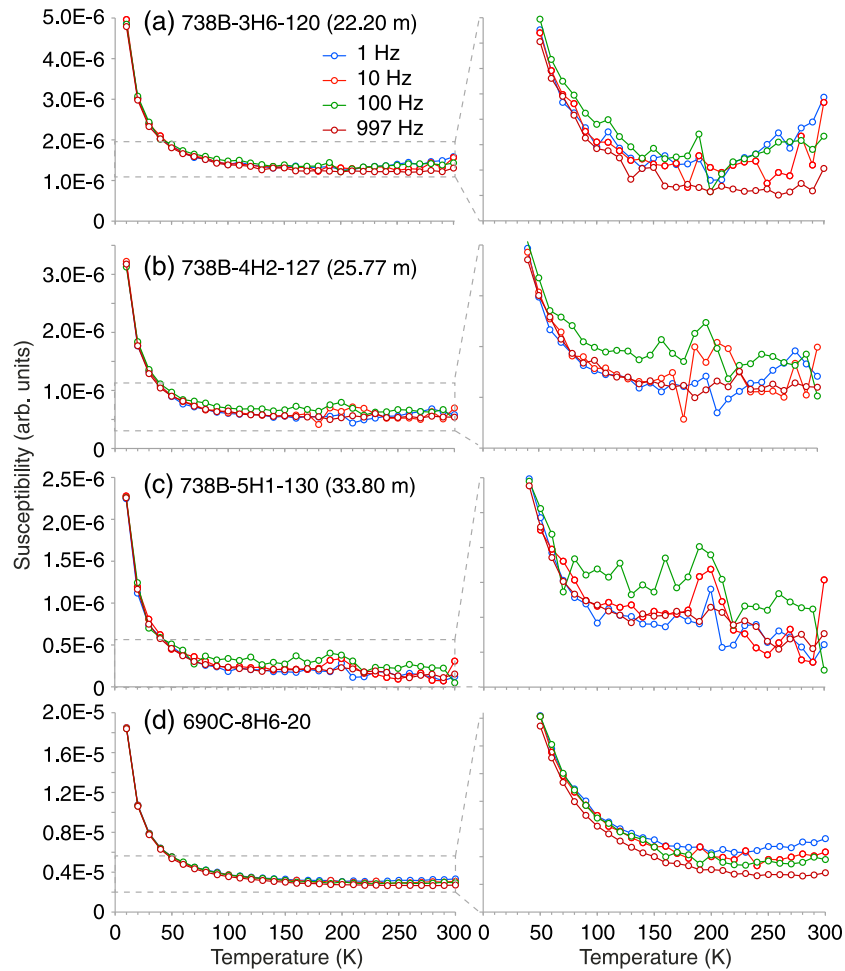 (a) 738B-3H6-120 (22.20 m)
1 Hz
10 Hz
100 Hz
997 Hz
5.0E-6
4.0E-6
3.0E-6
2.0E-6
1.0E-6
0
(b) 738B-4H2-127 (25.77 m)
3.0E-6
2.0E-6
1.0E-6
0
(c) 738B-5H1-130 (33.80 m)
2.5E-6
2.0E-6
1.5E-6
1.0E-6
0.5E-6
0
(d) 690C-8H6-20
2.0E-5
1.6E-5
1.2E-5
0.8E-5
0.4E-5
0
Susceptibility (arb. units)
0 50 100 150 200 250 300
Temperature (K)
50 100 150 200 250 300
Temperature (K)